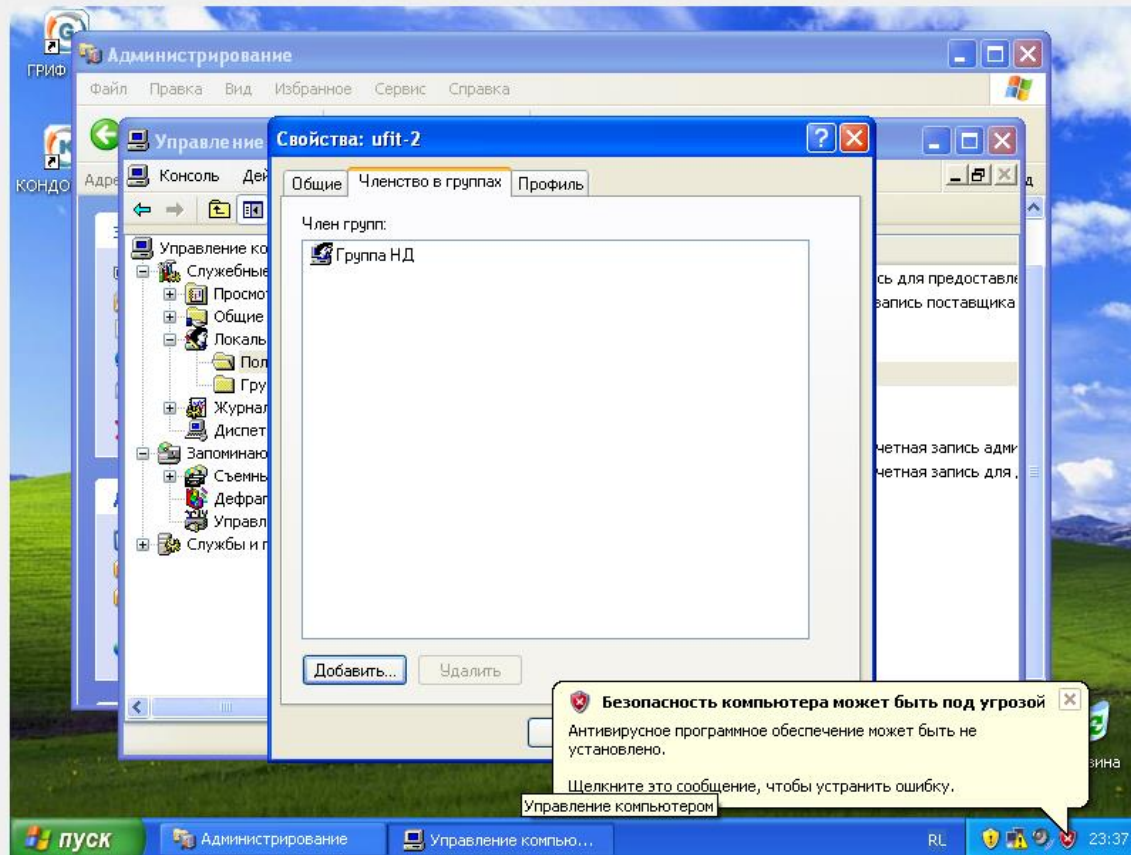 ГРИФ
КОНДО
Администрирование
Файл Правка Вид Избранное Сервис Справка
Адре
Управление
Консоль Дей
Управление ко
Служебные
Просмо
Общие
Локаль
Пол
Гру
Журнал
Диспет
Запоминаю
Съемны
Дефраг
Управл
Службы и п
Свойства: ufit-2
Общие Членство в группах Профиль
Член групп:
Группа НД
Добавить... Удалить
сь для предоставле
запись поставщика
четная запись адми
четная запись для
Безопасность компьютера может быть под угрозой
Антивирусное программное обеспечение может быть не
установлено.
Щелкните это сообщение, чтобы устранить ошибку.
Управление компьютером
зина
пуск Администрирование Управление компью... RL 23:37